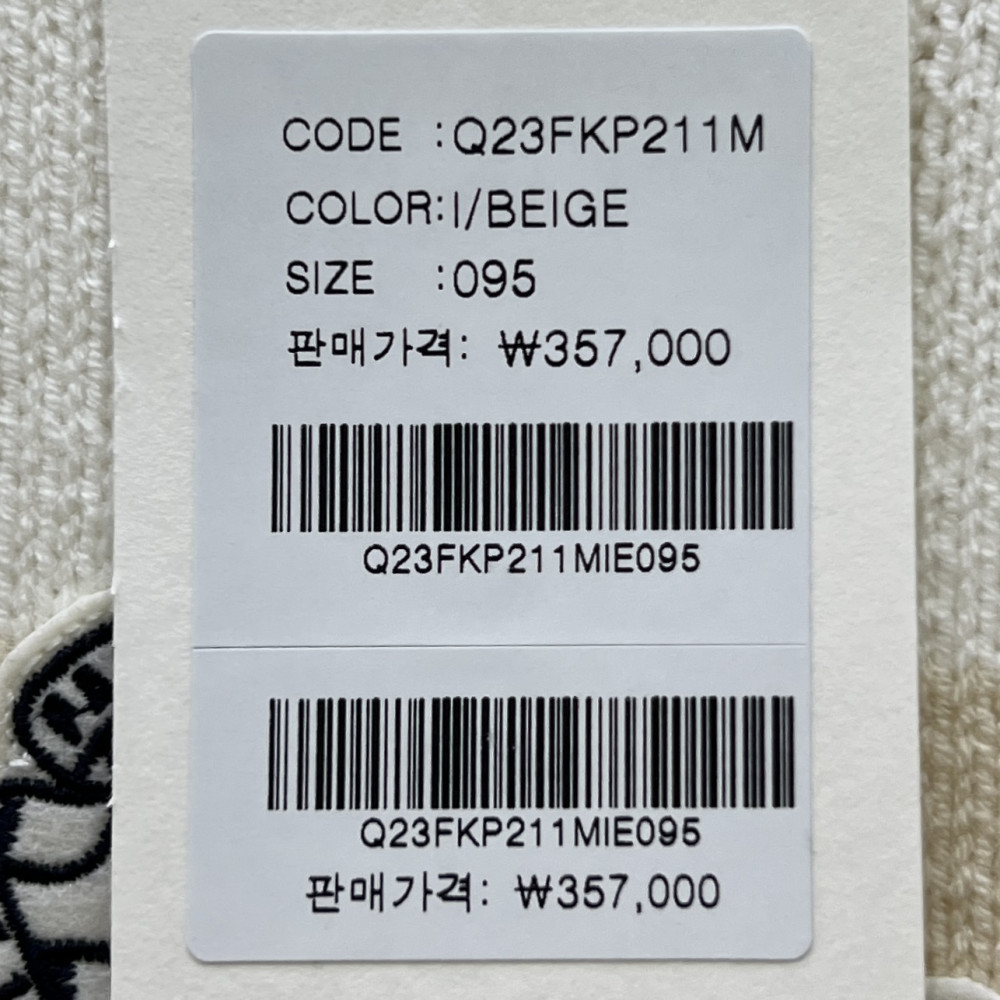 CODE :Q23FKP211M
COLOR:I/BEIGE
SIZE :095
판매가격: ₩357,000
Q23FKP211MIE095
Q23FKP211MIE095
판매가격: ₩357,000